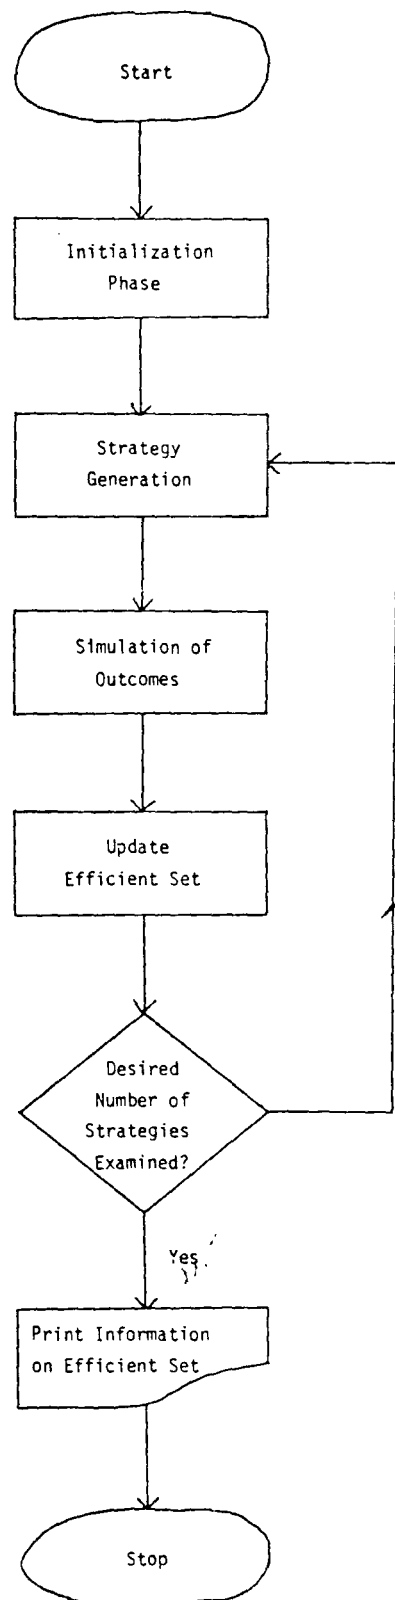 Start
Initialization
Phase
Strategy
Generation
Simulation of
Outcomes
Update
Efficient Set
Desired
Number of
Strategies
Examined?
Yes
Print Information
on Efficient Set
Stop